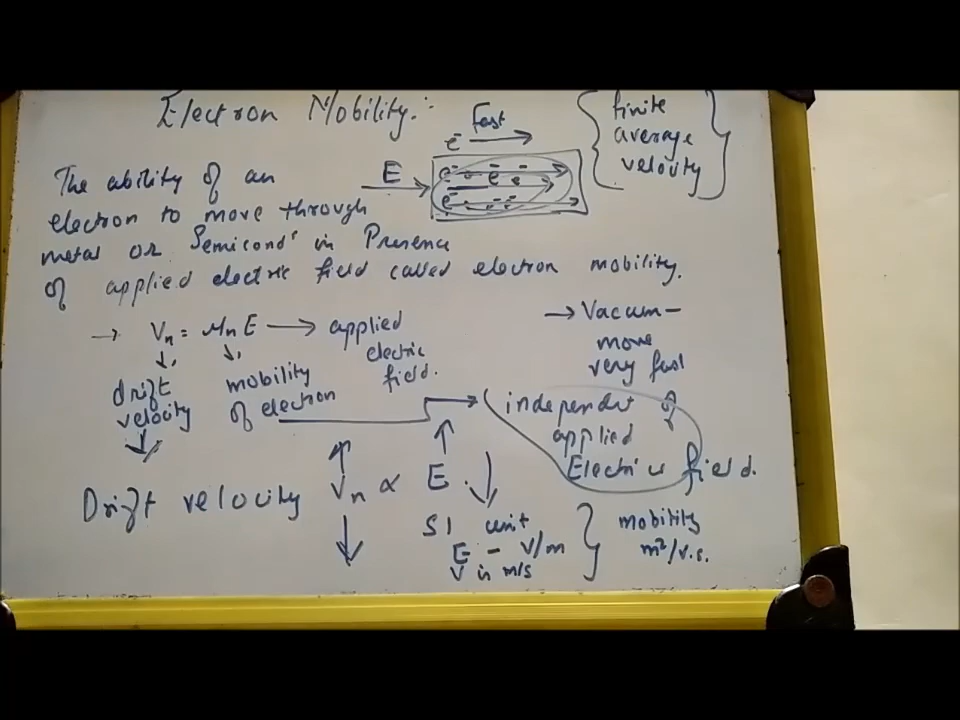 Electron Mobility :
The ability of an
electron to move through
metal or Semicond^r in Presence
of applied electric field called electron mobility.
e⁻ Fast →
E →
e⁻ - - -
e e
e⁻ - - -
{ finite
average
velocity }
→ Vn = μn E → applied
electric
field.
drift
velocity
mobility
of electron
→ Vacum –
move
very fast
independent of
applied
Electric field.
Drift velocity Vn ∝ E.
SI unit
E – V/m
V in m/s
} mobility
m²/v.s.